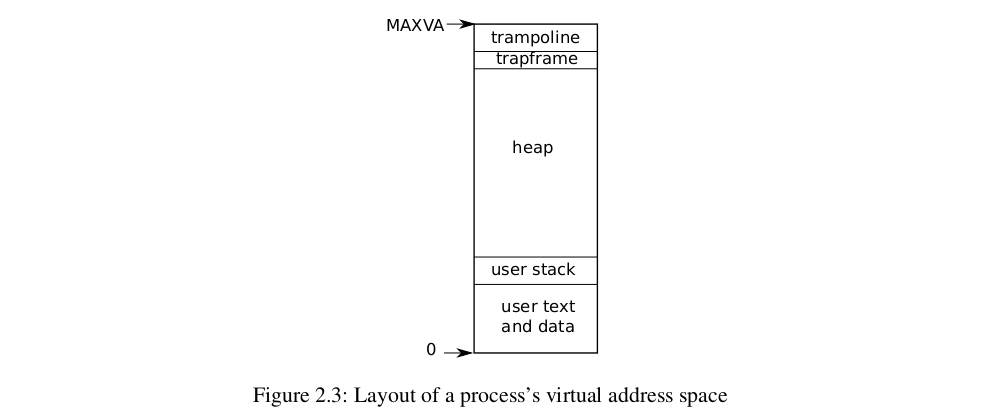 MAXVA
trampoline
trapframe
heap
user stack
user text
and data
0
Figure 2.3: Layout of a process’s virtual address space